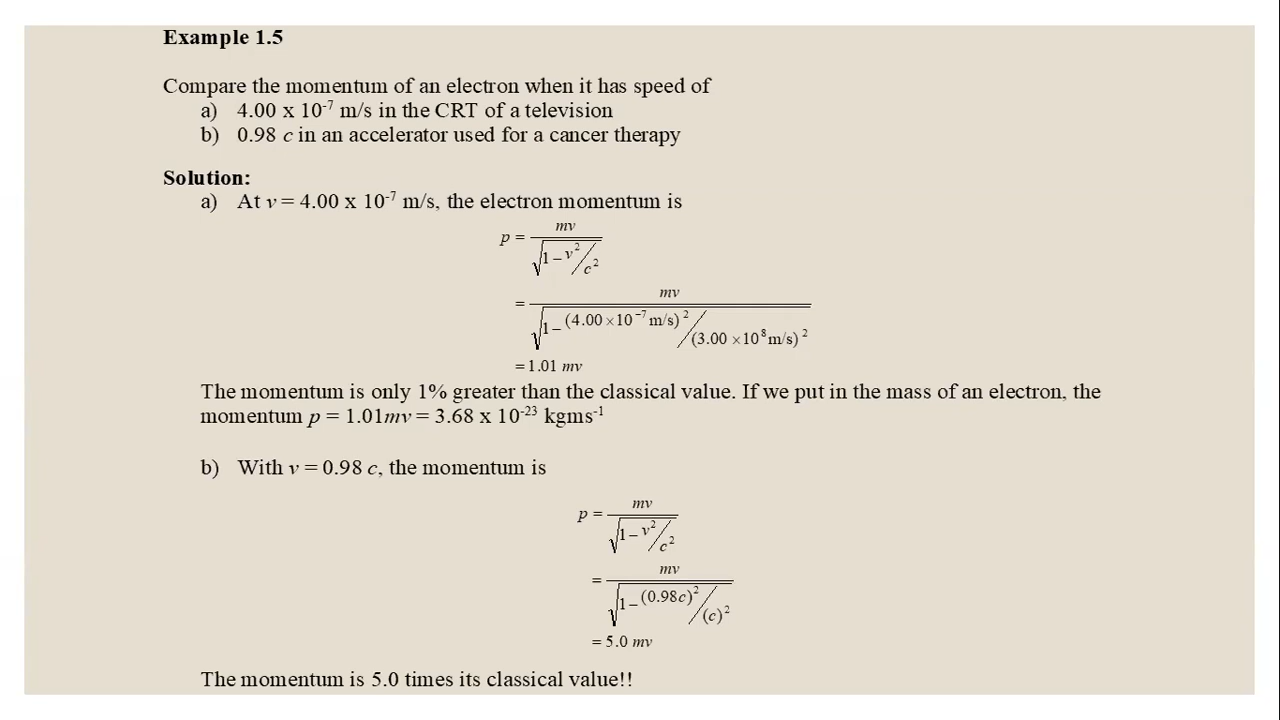 Example 1.5
Compare the momentum of an electron when it has speed of
a) 4.00 x 10⁻⁷ m/s in the CRT of a television
b) 0.98 c in an accelerator used for a cancer therapy
Solution:
a) At v = 4.00 x 10⁻⁷ m/s, the electron momentum is
p = mv / √(1 – v²/c²)
= mv / √(1 – (4.00 ×10⁻⁷ m/s)² / (3.00 ×10⁸ m/s)²)
= 1.01 mv
The momentum is only 1% greater than the classical value. If we put in the mass of an electron, the
momentum p = 1.01mv = 3.68 x 10⁻²³ kgms⁻¹
b) With v = 0.98 c, the momentum is
p = mv / √(1 – v²/c²)
= mv / √(1 – (0.98c)² / (c)²)
= 5.0 mv
The momentum is 5.0 times its classical value!!